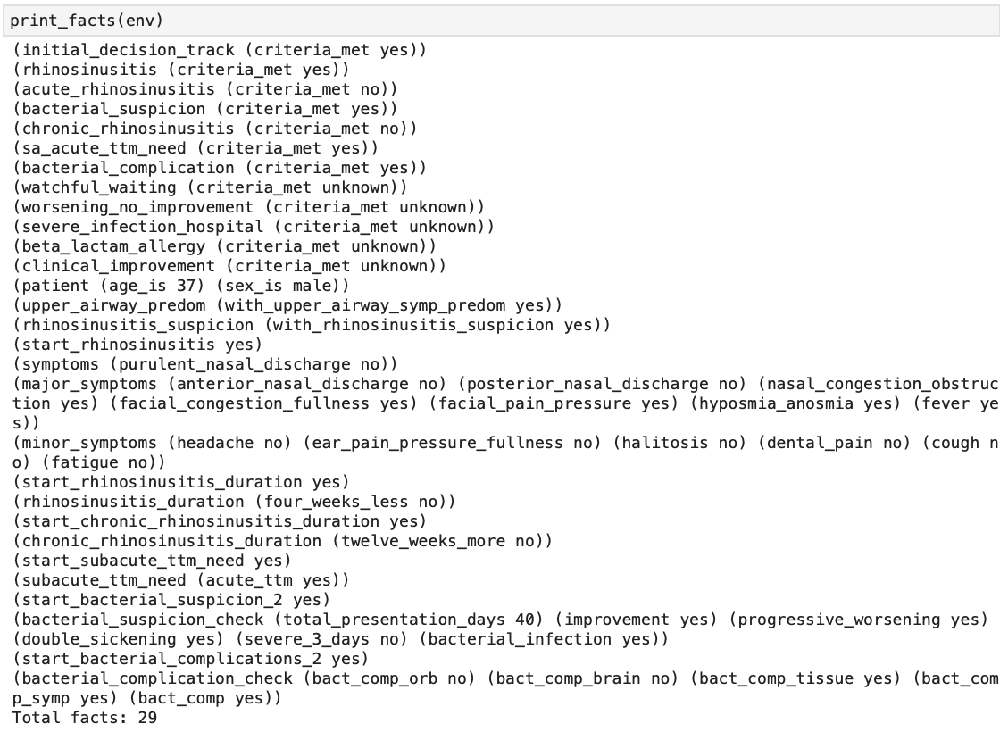 print_facts(env)
(initial_decision_track (criteria_met yes))
(rhinosinusitis (criteria_met yes))
(acute_rhinosinusitis (criteria_met no))
(bacterial_suspicion (criteria_met yes))
(chronic_rhinosinusitis (criteria_met no))
(sa_acute_ttm_need (criteria_met yes))
(bacterial_complication (criteria_met yes))
(watchful_waiting (criteria_met unknown))
(worsening_no_improvement (criteria_met unknown))
(severe_infection_hospital (criteria_met unknown))
(beta_lactam_allergy (criteria_met unknown))
(clinical_improvement (criteria_met unknown))
(patient (age_is 37) (sex_is male))
(upper_airway_predom (with_upper_airway_symp_predom yes))
(rhinosinusitis_suspicion (with_rhinosinusitis_suspicion yes))
(start_rhinosinusitis yes)
(symptoms (purulent_nasal_discharge no))
(major_symptoms (anterior_nasal_discharge no) (posterior_nasal_discharge no) (nasal_congestion_obstruc
tion yes) (facial_congestion_fullness yes) (facial_pain_pressure yes) (hyposmia_anosmia yes) (fever ye
s))
(minor_symptoms (headache no) (ear_pain_pressure_fullness no) (halitosis no) (dental_pain no) (cough n
o) (fatigue no))
(start_rhinosinusitis_duration yes)
(rhinosinusitis_duration (four_weeks_less no))
(start_chronic_rhinosinusitis_duration yes)
(chronic_rhinosinusitis_duration (twelve_weeks_more no))
(start_subacute_ttm_need yes)
(subacute_ttm_need (acute_ttm yes))
(start_bacterial_suspicion_2 yes)
(bacterial_suspicion_check (total_presentation_days 40) (improvement yes) (progressive_worsening yes)
(double_sickening yes) (severe_3_days no) (bacterial_infection yes))
(start_bacterial_complications_2 yes)
(bacterial_complication_check (bact_comp_orb no) (bact_comp_brain no) (bact_comp_tissue yes) (bact_com
p_symp yes) (bact_comp yes))
Total facts: 29